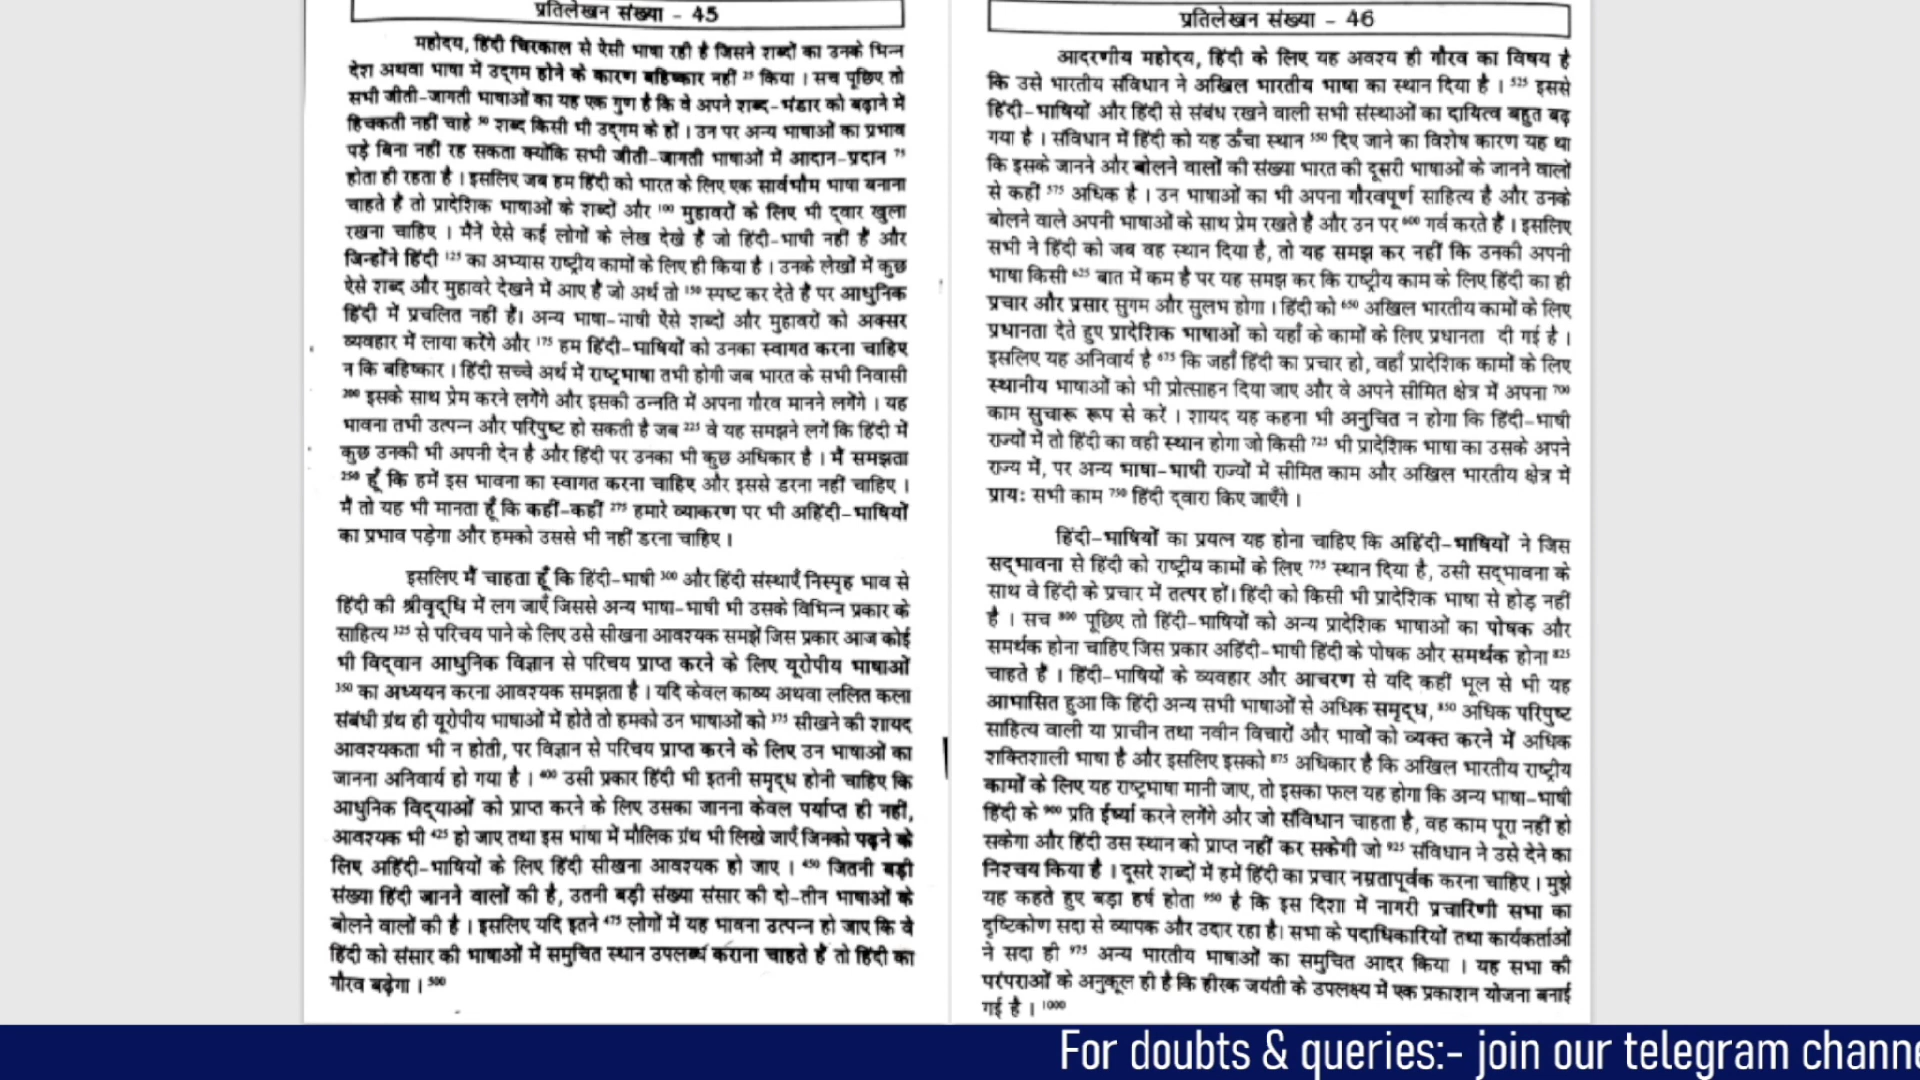 प्रतिलेखन संख्या - 45
महोदय, हिंदी चिरकाल से ऐसी भाषा रही है जिसने शब्दों का उनके भिन्न
देश अथवा भाषा में उद्गम होने के कारण बहिष्कार नहीं 25 किया । सच पूछिए तो
सभी जीती-जागती भाषाओं का यह एक गुण है कि वे अपने शब्द-भंडार को बढ़ाने में
हिचकती नहीं चाहे 50 शब्द किसी भी उद्गम के हों । उन पर अन्य भाषाओं का प्रभाव
पड़े बिना नहीं रह सकता क्योंकि सभी जीती-जागती भाषाओं में आदान-प्रदान 75
होता ही रहता है । इसलिए जब हम हिंदी को भारत के लिए एक सार्वभौम भाषा बनाना
चाहते हैं तो प्रादेशिक भाषाओं के शब्दों और 100 मुहावरों के लिए भी द्वार खुला
रखना चाहिए । मैनें ऐसे कई लोगों के लेख देखे हैं जो हिंदी-भाषी नहीं हैं और
जिन्होंने हिंदी 125 का अभ्यास राष्ट्रीय कामों के लिए ही किया है । उनके लेखों में कुछ
ऐसे शब्द और मुहावरे देखने में आए हैं जो अर्थ तो 150 स्पष्ट कर देते हैं पर आधुनिक
हिंदी में प्रचलित नहीं हैं। अन्य भाषा-भाषी ऐसे शब्दों और मुहावरों को अक्सर
व्यवहार में लाया करेंगे और 175 हम हिंदी-भाषियों को उनका स्वागत करना चाहिए
न कि बहिष्कार । हिंदी सच्चे अर्थ में राष्ट्रभाषा तभी होगी जब भारत के सभी निवासी
200 इसके साथ प्रेम करने लगेंगे और इसकी उन्नति में अपना गौरव मानने लगेंगे । यह
भावना तभी उत्पन्न और परिपुष्ट हो सकती है जब 225 वे यह समझने लगें कि हिंदी में
कुछ उनकी भी अपनी देन है और हिंदी पर उनका भी कुछ अधिकार है । मैं समझता
250 हूँ कि हमें इस भावना का स्वागत करना चाहिए और इससे डरना नहीं चाहिए ।
मैं तो यह भी मानता हूँ कि कहीं-कहीं 275 हमारे व्याकरण पर भी अहिंदी-भाषियों
का प्रभाव पड़ेगा और हमको उससे भी नहीं डरना चाहिए ।
इसलिए मैं चाहता हूँ कि हिंदी-भाषी 300 और हिंदी संस्थाएँ निस्पृह भाव से
हिंदी की श्रीवृद्धि में लग जाएँ जिससे अन्य भाषा-भाषी भी उसके विभिन्न प्रकार के
साहित्य 325 से परिचय पाने के लिए उसे सीखना आवश्यक समझें जिस प्रकार आज कोई
भी विद्वान आधुनिक विज्ञान से परिचय प्राप्त करने के लिए यूरोपीय भाषाओं
350 का अध्ययन करना आवश्यक समझता है । यदि केवल काव्य अथवा ललित कला
संबंधी ग्रंथ ही यूरोपीय भाषाओं में होते तो हमको उन भाषाओं को 375 सीखने की शायद
आवश्यकता भी न होती, पर विज्ञान से परिचय प्राप्त करने के लिए उन भाषाओं का
जानना अनिवार्य हो गया है । 400 उसी प्रकार हिंदी भी इतनी समृद्ध होनी चाहिए कि
आधुनिक विद्याओं को प्राप्त करने के लिए उसका जानना केवल पर्याप्त ही नहीं,
आवश्यक भी 425 हो जाए तथा इस भाषा में मौलिक ग्रंथ भी लिखे जाएँ जिनको पढ़ने के
लिए अहिंदी-भाषियों के लिए हिंदी सीखना आवश्यक हो जाए । 450 जितनी बड़ी
संख्या हिंदी जानने वालों की है, उतनी बड़ी संख्या संसार की दो-तीन भाषाओं के
बोलने वालों की है । इसलिए यदि इतने 475 लोगों में यह भावना उत्पन्न हो जाए कि वे
हिंदी को संसार की भाषाओं में समुचित स्थान उपलब्ध कराना चाहते हैं तो हिंदी का
गौरव बढ़ेगा । 500
प्रतिलेखन संख्या - 46
आदरणीय महोदय, हिंदी के लिए यह अवश्य ही गौरव का विषय है
कि उसे भारतीय संविधान ने अखिल भारतीय भाषा का स्थान दिया है । 525 इससे
हिंदी-भाषियों और हिंदी से संबंध रखने वाली सभी संस्थाओं का दायित्व बहुत बढ़
गया है । संविधान में हिंदी को यह ऊँचा स्थान 550 दिए जाने का विशेष कारण यह था
कि इसके जानने और बोलने वालों की संख्या भारत की दूसरी भाषाओं के जानने वालों
से कहीं 575 अधिक है । उन भाषाओं का भी अपना गौरवपूर्ण साहित्य है और उनके
बोलने वाले अपनी भाषाओं के साथ प्रेम रखते हैं और उन पर 600 गर्व करते हैं । इसलिए
सभी ने हिंदी को जब वह स्थान दिया है, तो यह समझ कर नहीं कि उनकी अपनी
भाषा किसी 625 बात में कम है पर यह समझ कर कि राष्ट्रीय काम के लिए हिंदी का ही
प्रचार और प्रसार सुगम और सुलभ होगा । हिंदी को 650 अखिल भारतीय कामों के लिए
प्रधानता देते हुए प्रादेशिक भाषाओं को यहाँ के कामों के लिए प्रधानता दी गई है ।
इसलिए यह अनिवार्य है 675 कि जहाँ हिंदी का प्रचार हो, वहाँ प्रादेशिक कामों के लिए
स्थानीय भाषाओं को भी प्रोत्साहन दिया जाए और वे अपने सीमित क्षेत्र में अपना 700
काम सुचारू रूप से करें । शायद यह कहना भी अनुचित न होगा कि हिंदी-भाषी
राज्यों में तो हिंदी का वही स्थान होगा जो किसी 725 भी प्रादेशिक भाषा का उसके अपने
राज्य में, पर अन्य भाषा-भाषी राज्यों में सीमित काम और अखिल भारतीय क्षेत्र में
प्रायः सभी काम 750 हिंदी द्वारा किए जाएँगे ।
हिंदी-भाषियों का प्रयत्न यह होना चाहिए कि अहिंदी-भाषियों ने जिस
सद्भावना से हिंदी को राष्ट्रीय कामों के लिए 775 स्थान दिया है, उसी सद्भावना के
साथ वे हिंदी के प्रचार में तत्पर हों। हिंदी को किसी भी प्रादेशिक भाषा से होड़ नहीं
है । सच 800 पूछिए तो हिंदी-भाषियों को अन्य प्रादेशिक भाषाओं का पोषक और
समर्थक होना चाहिए जिस प्रकार अहिंदी-भाषी हिंदी के पोषक और समर्थक होना 825
चाहते हैं । हिंदी-भाषियों के व्यवहार और आचरण से यदि कहीं भूल से भी यह
आभासित हुआ कि हिंदी अन्य सभी भाषाओं से अधिक समृद्ध, 850 अधिक परिपुष्ट
साहित्य वाली या प्राचीन तथा नवीन विचारों और भावों को व्यक्त करने में अधिक
शक्तिशाली भाषा है और इसलिए इसको 875 अधिकार है कि अखिल भारतीय राष्ट्रीय
कामों के लिए यह राष्ट्रभाषा मानी जाए, तो इसका फल यह होगा कि अन्य भाषा-भाषी
हिंदी के 900 प्रति ईर्ष्या करने लगेंगे और जो संविधान चाहता है, वह काम पूरा नहीं हो
सकेगा और हिंदी उस स्थान को प्राप्त नहीं कर सकेगी जो 925 संविधान ने उसे देने का
निश्चय किया है । दूसरे शब्दों में हमें हिंदी का प्रचार नम्रतापूर्वक करना चाहिए । मुझे
यह कहते हुए बड़ा हर्ष होता 950 है कि इस दिशा में नागरी प्रचारिणी सभा का
दृष्टिकोण सदा से व्यापक और उदार रहा है। सभा के पदाधिकारियों तथा कार्यकर्ताओं
ने सदा ही 975 अन्य भारतीय भाषाओं का समुचित आदर किया । यह सभा की
परंपराओं के अनुकूल ही है कि हीरक जयंती के उपलक्ष्य में एक प्रकाशन योजना बनाई
गई है । 1000
For doubts & queries:- join our telegram channe